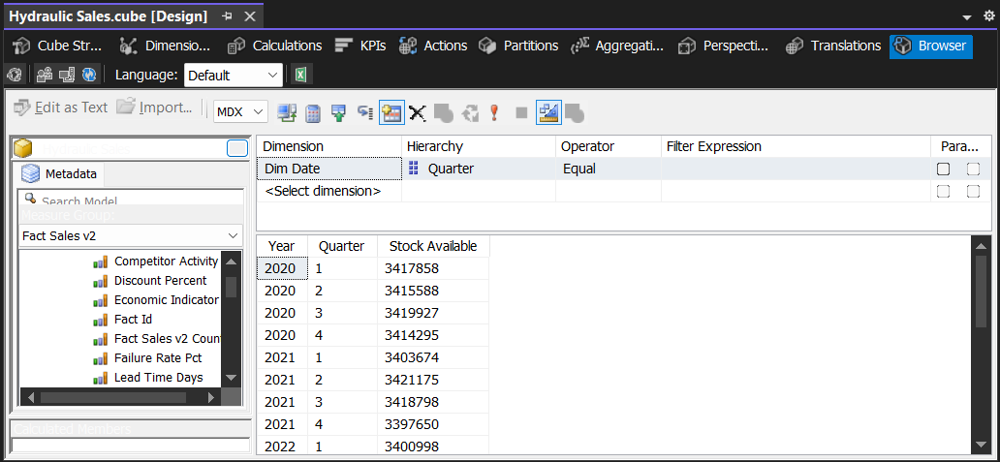 Hydraulic Sales.cube [Design]
Cube Str... Dimensio... Calculations KPIs Actions Partitions Aggregati... Perspecti... Translations Browser
Language: Default
Edit as Text Import... MDX
Metadata
Search Model
Measure Group:
Fact Sales v2
Competitor Activity
Discount Percent
Economic Indicator
Fact Id
Fact Sales v2 Coun
Failure Rate Pct
Lead Time Days
Calculated Members
Dimension Hierarchy Operator Filter Expression Para...
Dim Date Quarter Equal
<Select dimension>
Year Quarter Stock Available
2020 1 3417858
2020 2 3415588
2020 3 3419927
2020 4 3414295
2021 1 3403674
2021 2 3421175
2021 3 3418798
2021 4 3397650
2022 1 3400998